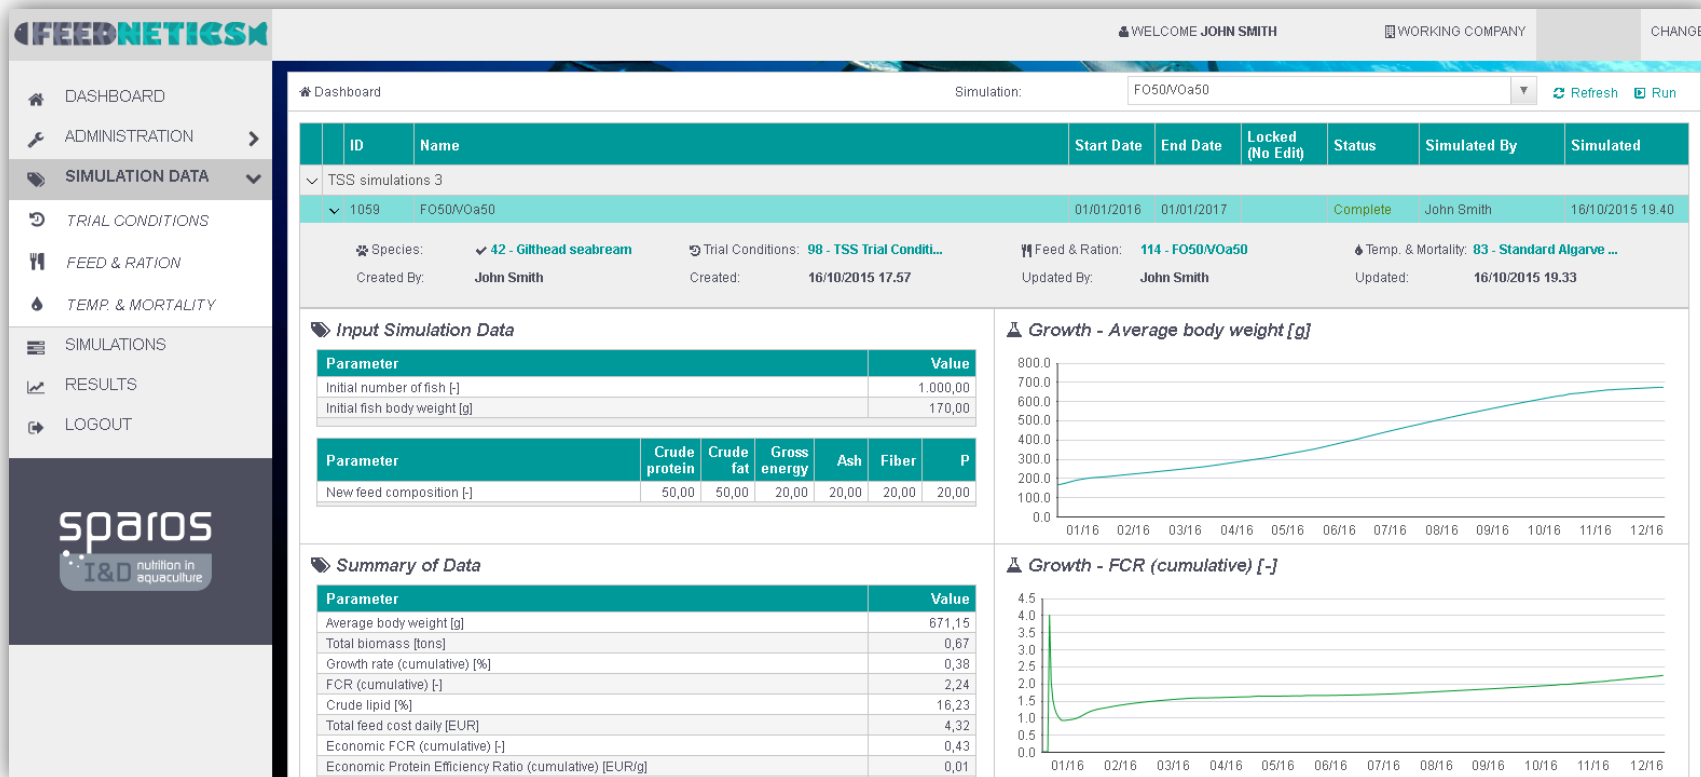 FEEDNETICS
WELCOME JOHN SMITH
WORKING COMPANY
CHANGE
DASHBOARD
ADMINISTRATION
SIMULATION DATA
TRIAL CONDITIONS
FEED & RATION
TEMP. & MORTALITY
SIMULATIONS
RESULTS
LOGOUT
sparos
I&D nutrition in
aquaculture
Dashboard
Simulation: FO50/VOa50 Refresh Run
ID Name Start Date End Date Locked (No Edit) Status Simulated By Simulated
TSS simulations 3
1059 FO50/VOa50 01/01/2016 01/01/2017 Complete John Smith 16/10/2015 19.40
Species: 42 - Gilthead seabream Trial Conditions: 98 - TSS Trial Conditi... Feed & Ration: 114 - FO50/VOa50 Temp. & Mortality: 83 - Standard Algarve ...
Created By: John Smith Created: 16/10/2015 17.57 Updated By: John Smith Updated: 16/10/2015 19.33
Input Simulation Data
Parameter Value
Initial number of fish [-] 1.000,00
Initial fish body weight [g] 170,00
Parameter Crude protein Crude fat Gross energy Ash Fiber P
New feed composition [-] 50,00 50,00 20,00 20,00 20,00 20,00
Growth - Average body weight [g]
800.0
700.0
600.0
500.0
400.0
300.0
200.0
100.0
0.0
01/16 02/16 03/16 04/16 05/16 06/16 07/16 08/16 09/16 10/16 11/16 12/16
Summary of Data
Parameter Value
Average body weight [g] 671,15
Total biomass [tons] 0,67
Growth rate (cumulative) [%] 0,38
FCR (cumulative) [-] 2,24
Crude lipid [%] 16,23
Total feed cost daily [EUR] 4,32
Economic FCR (cumulative) [-] 0,43
Economic Protein Efficiency Ratio (cumulative) [EUR/g] 0,01
Growth - FCR (cumulative) [-]
4.5
4.0
3.5
3.0
2.5
2.0
1.5
1.0
0.5
0.0
01/16 02/16 03/16 04/16 05/16 06/16 07/16 08/16 09/16 10/16 11/16 12/16